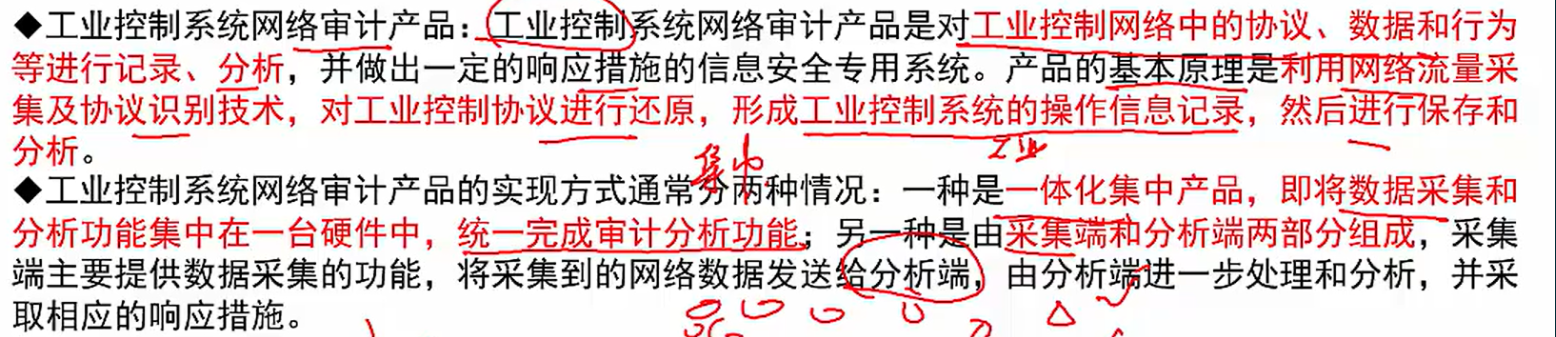 ◆工业控制系统网络审计产品：工业控制系统网络审计产品是对工业控制网络中的协议、数据和行为
等进行记录、分析，并做出一定的响应措施的信息安全专用系统。产品的基本原理是利用网络流量采
集及协议识别技术，对工业控制协议进行还原，形成工业控制系统的操作信息记录，然后进行保存和
分析。
集中
工业
◆工业控制系统网络审计产品的实现方式通常分两种情况：一种是一体化集中产品，即将数据采集和
分析功能集中在一台硬件中，统一完成审计分析功能；另一种是由采集端和分析端两部分组成，采集
端主要提供数据采集的功能，将采集到的网络数据发送给分析端，由分析端进一步处理和分析，并采
取相应的响应措施。